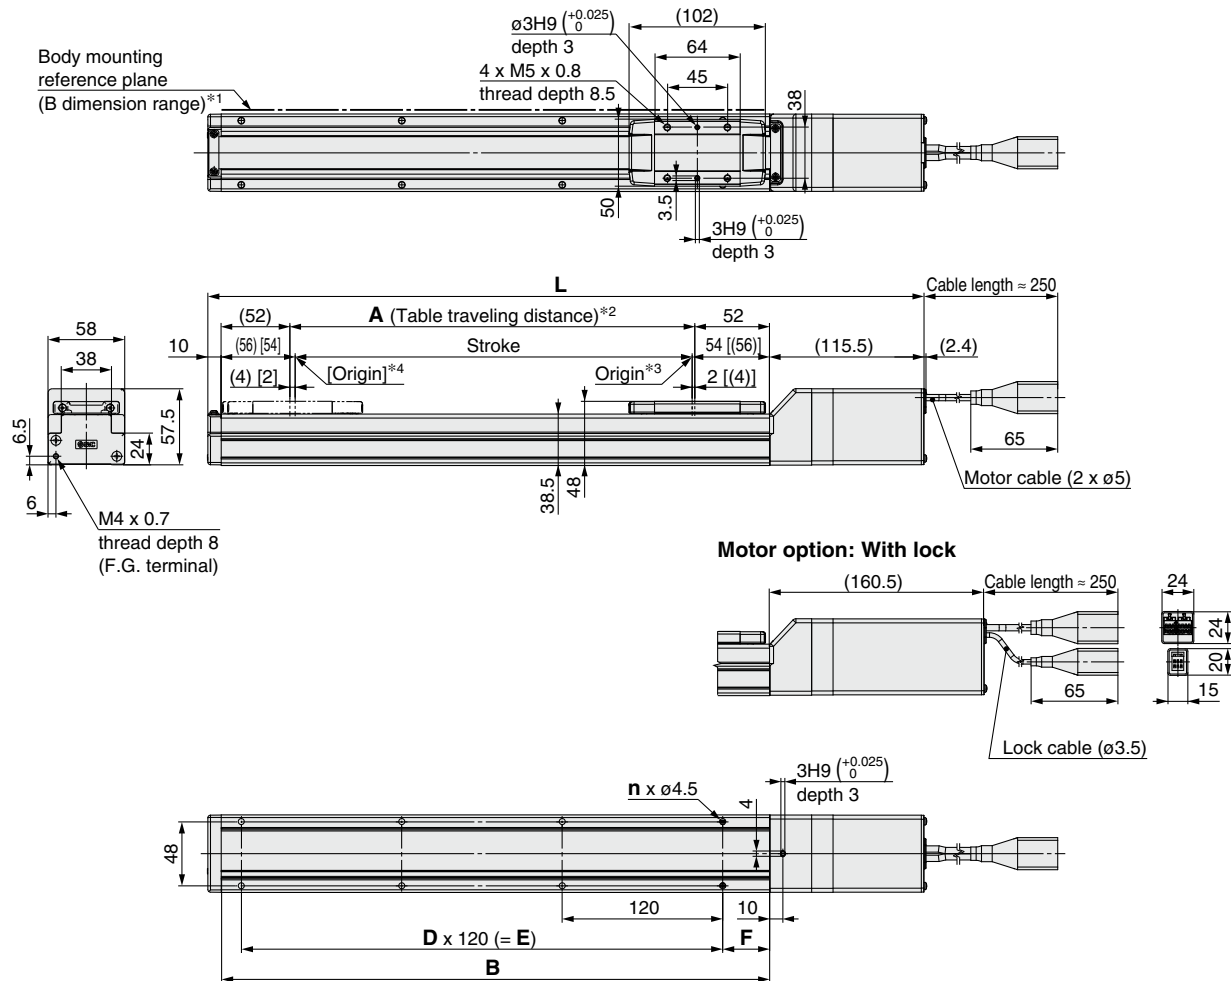 Body mounting
reference plane
(B dimension range)*1
ø3H9 (+0.025 0)
depth 3
4 x M5 x 0.8
thread depth 8.5
(102)
64
45
38
50
3.5
3H9 (+0.025 0)
depth 3
L
Cable length ≈ 250
(52)
A (Table traveling distance)*2
52
10
(56) [54]
Stroke
54 [(56)]
(115.5)
(2.4)
(4) [2]
[Origin]*4
Origin*3
2 [(4)]
58
38
6.5
24
57.5
6
SMC
M4 x 0.7
thread depth 8
(F.G. terminal)
38.5
48
65
Motor cable (2 x ø5)
Motor option: With lock
(160.5)
Cable length ≈ 250
24
24
20
15
65
Lock cable (ø3.5)
n x ø4.5
4
3H9 (+0.025 0)
depth 3
48
120
10
D x 120 (= E)
F
B